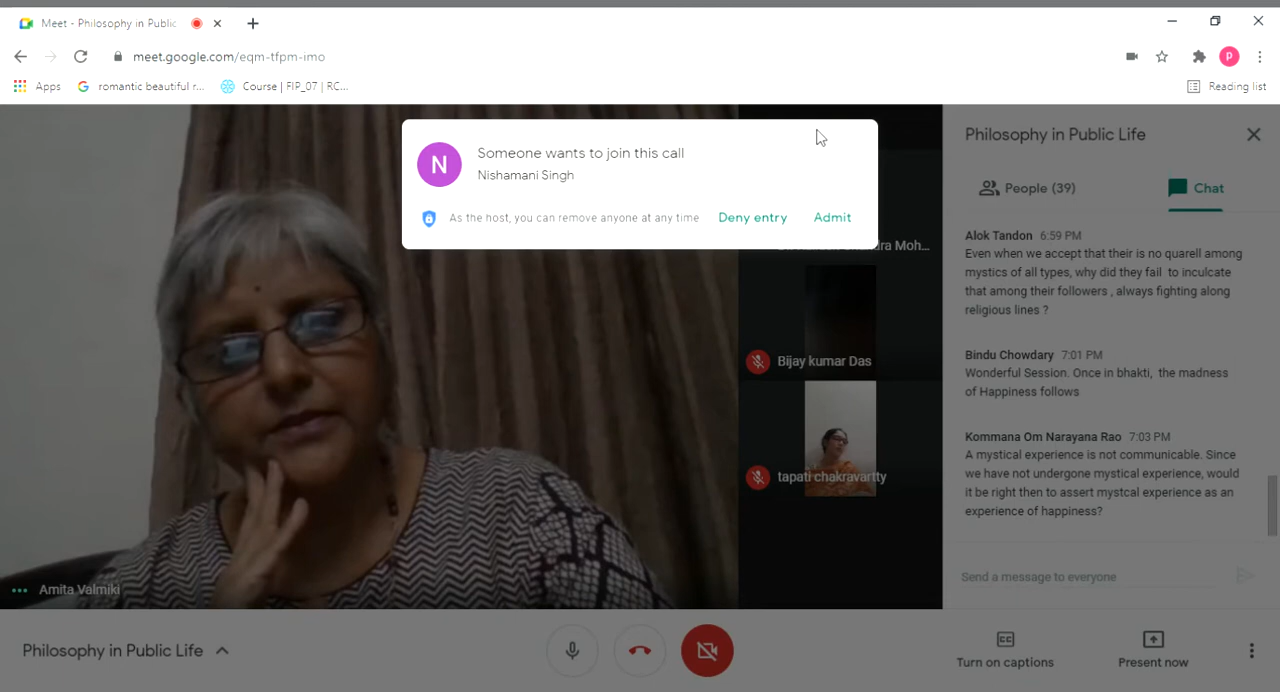 Meet - Philosophy in Public
meet.google.com/eqm-tfpm-imo
P
Apps
romantic beautiful r...
Course | FIP_07 | RC...
Reading list
N
Someone wants to join this call
Nishamani Singh
As the host, you can remove anyone at any time
Deny entry
Admit
dra Moh...
Bijay kumar Das
tapati chakravartty
Amita Valmiki
Philosophy in Public Life
People (39)
Chat
Alok Tandon 6:59 PM
Even when we accept that their is no quarell among
mystics of all types, why did they fail to inculcate
that among their followers , always fighting along
religious lines ?
Bindu Chowdary 7:01 PM
Wonderful Session. Once in bhakti, the madness
of Happiness follows
Kommana Om Narayana Rao 7:03 PM
A mystical experience is not communicable. Since
we have not undergone mystical experience, would
it be right then to assert mystcal experience as an
experience of happiness?
Send a message to everyone
Philosophy in Public Life
CC
Turn on captions
Present now